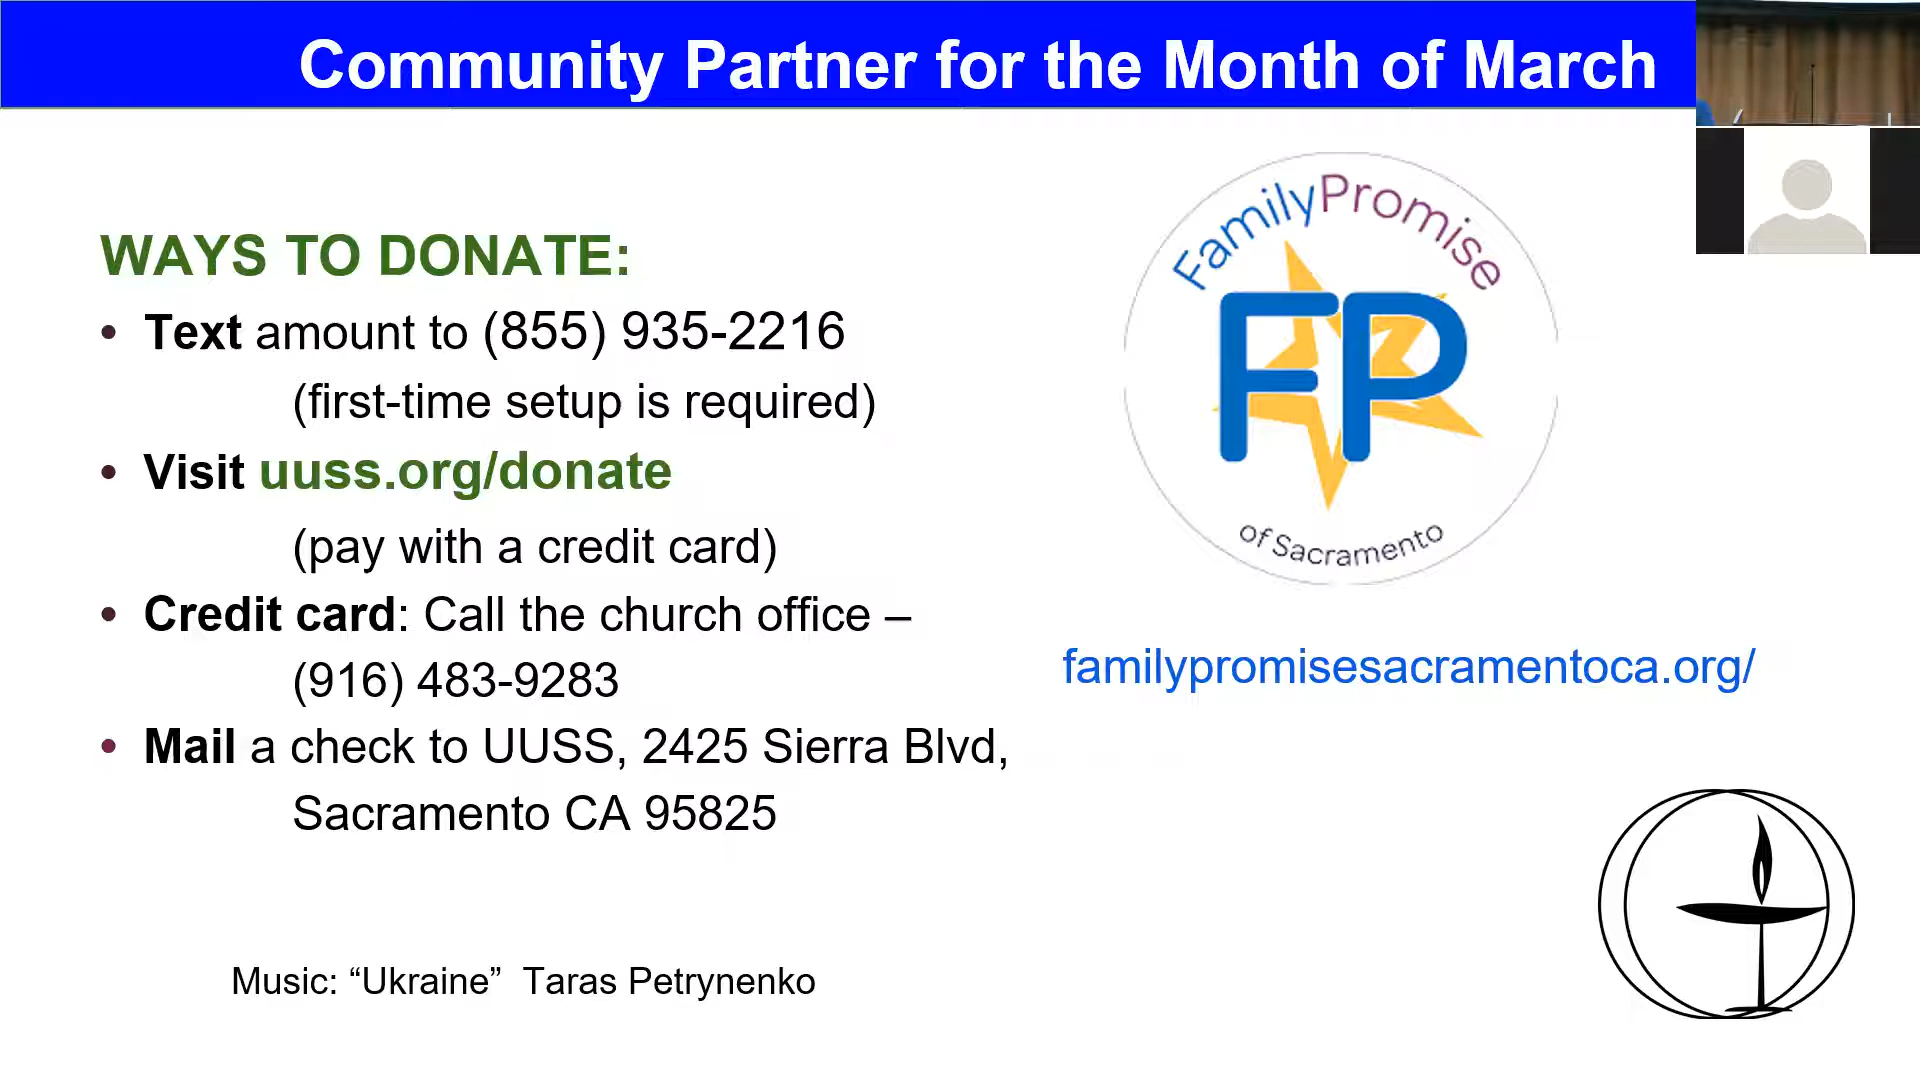 Community Partner for the Month of March
WAYS TO DONATE:
• Text amount to (855) 935-2216
(first-time setup is required)
• Visit uuss.org/donate
(pay with a credit card)
• Credit card: Call the church office –
(916) 483-9283
• Mail a check to UUSS, 2425 Sierra Blvd,
Sacramento CA 95825
Music: “Ukraine”  Taras Petrynenko
FamilyPromise
FP
of Sacramento
familypromisesacramentoca.org/